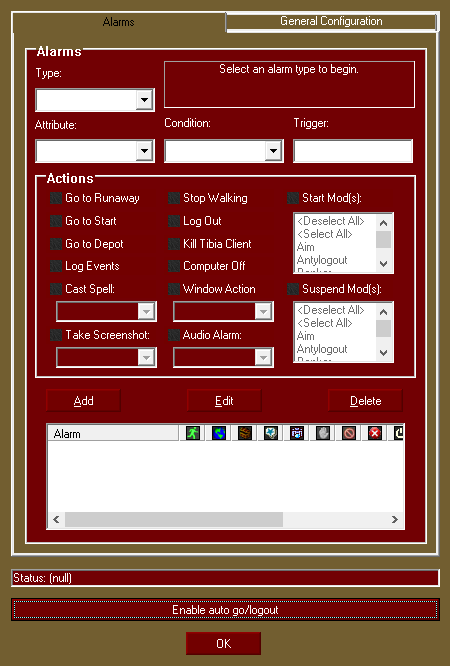 Alarms
General Configuration
Alarms
Type:
Select an alarm type to begin.
Attribute:
Condition:
Trigger:
Actions
Go to Runaway
Stop Walking
Start Mod(s):
Go to Start
Log Out
Go to Depot
Kill Tibia Client
Log Events
Computer Off
<Deselect All>
<Select All>
Aim
Antylogout
Cast Spell:
Window Action
Suspend Mod(s):
Take Screenshot:
Audio Alarm:
<Deselect All>
<Select All>
Aim
Antylogout
Add
Edit
Delete
Alarm
Status: (null)
Enable auto go/logout
OK